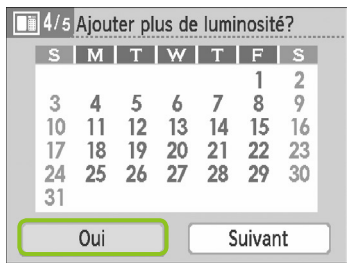 4/5 Ajouter plus de luminosité?
S M T W T F S
1 2
3 4 5 6 7 8 9
10 11 12 13 14 15 16
17 18 19 20 21 22 23
24 25 26 27 28 29 30
31
Oui Suivant